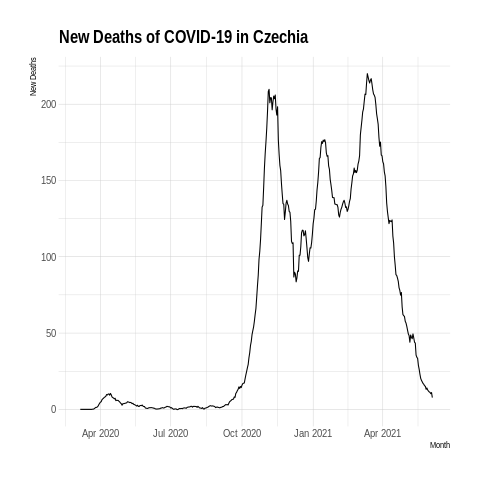 New Deaths of COVID-19 in Czechia
New Deaths
200
150
100
50
0
Apr 2020 Jul 2020 Oct 2020 Jan 2021 Apr 2021
Month